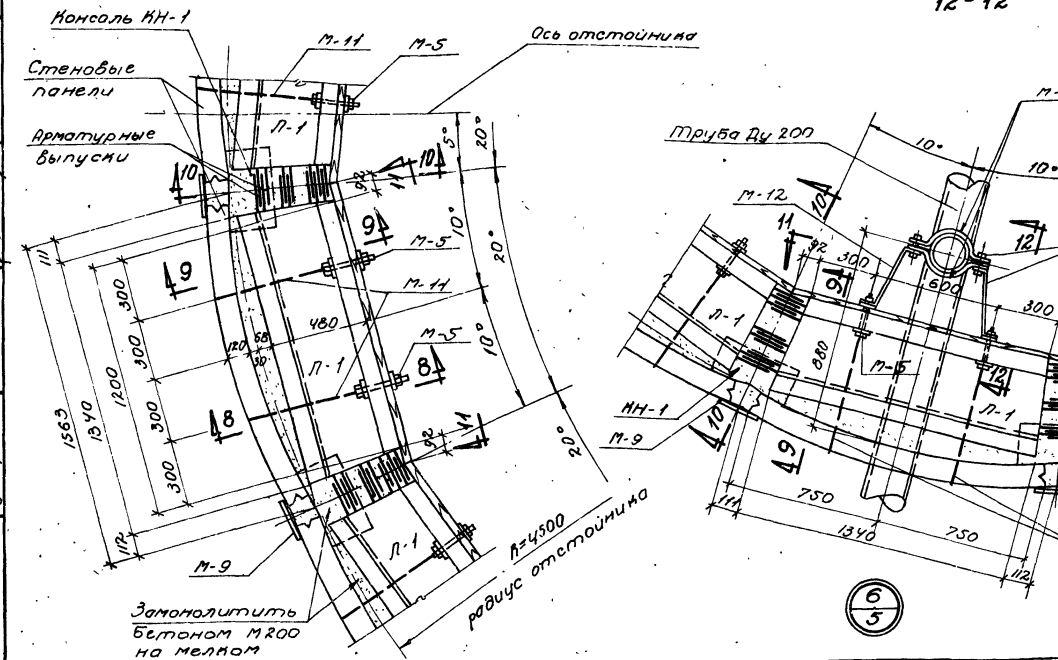 12-12
Консоль КН-1
М-11
М-5
Ось отстойника
Стеновые
панели
Л-1
Арматурные
выпуски
5°
20°
10
10
92
11
Труба Ду 200
10°
10°
М-12
10
11
92
300
9
12
600
300
111
9
9
М-5
10°
20°
М-11
300
120
68
30
480
М-5
Л-1
8
10°
300
1200
1340
1563
300
8
300
92
11
20°
112
М-9
Л-1
R=4500
радиус отстойника
Замонолитить
бетоном М200
на мелком
Л-1
880
М-15
12
Л-1
КН-1
М-9
10
9
111
750
1340
750
112
6
5